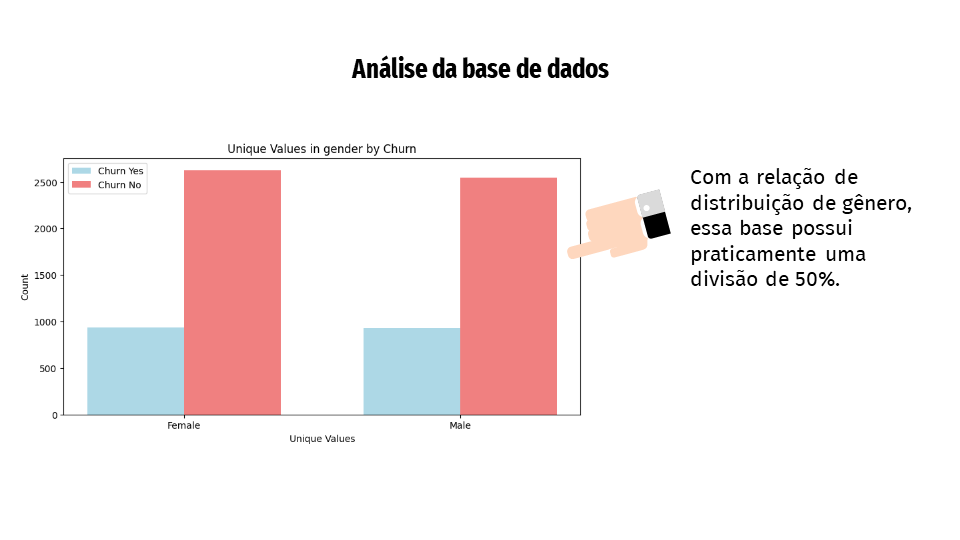 Análise da base de dados
Unique Values in gender by Churn
Churn Yes
Churn No
2500
2000
1500
1000
500
0
Count
Female
Male
Unique Values
Com a relação de
distribuição de gênero,
essa base possui
praticamente uma
divisão de 50%.